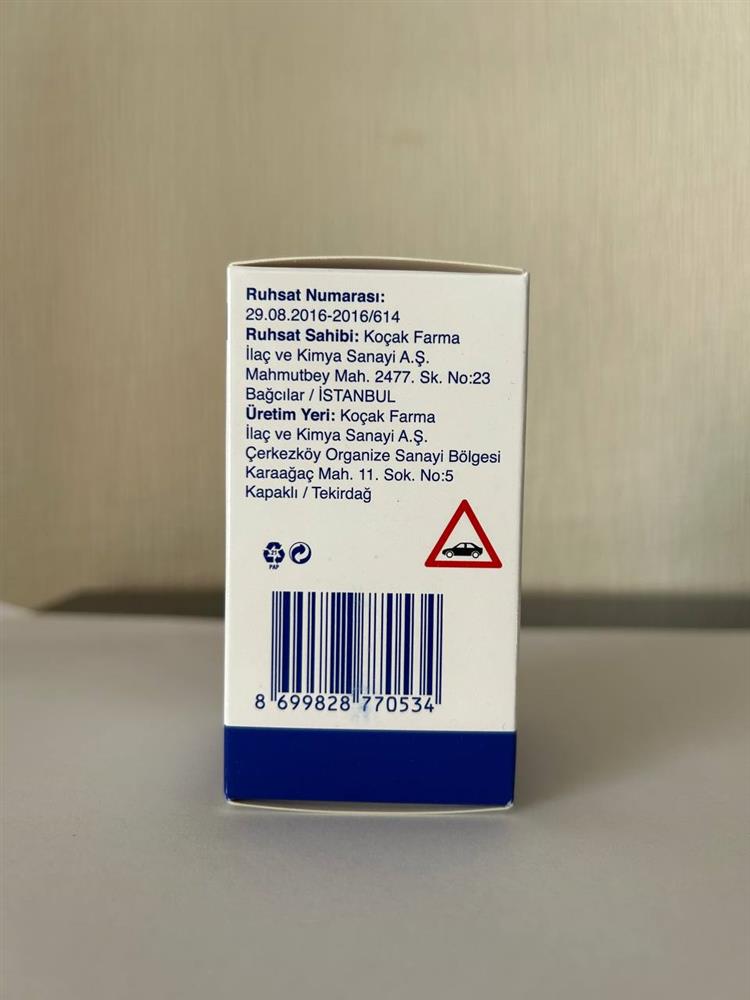 Ruhsat Numarası:
29.08.2016-2016/614
Ruhsat Sahibi: Koçak Farma
İlaç ve Kimya Sanayi A.Ş.
Mahmutbey Mah. 2477. Sk. No:23
Bağcılar / İSTANBUL
Üretim Yeri: Koçak Farma
İlaç ve Kimya Sanayi A.Ş.
Çerkezköy Organize Sanayi Bölgesi
Karaağaç Mah. 11. Sok. No:5
Kapaklı / Tekirdağ
21
PAP
8 699828 770534